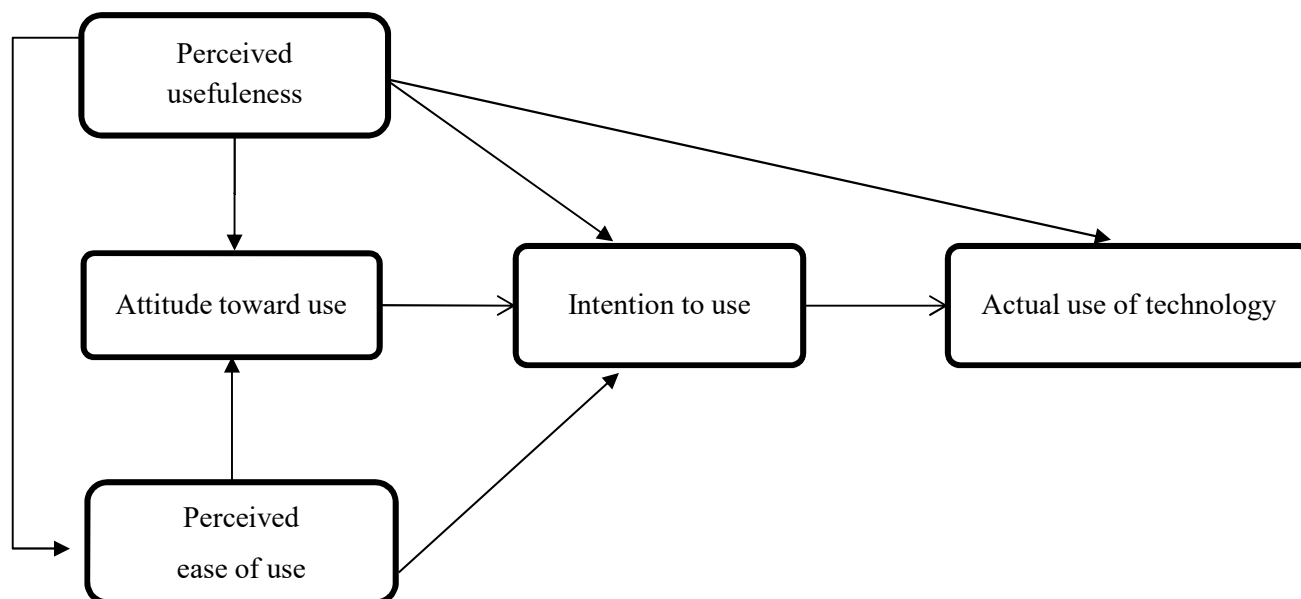 Perceived
usefuleness
Attitude toward use
Intention to use
Actual use of technology
Perceived
ease of use